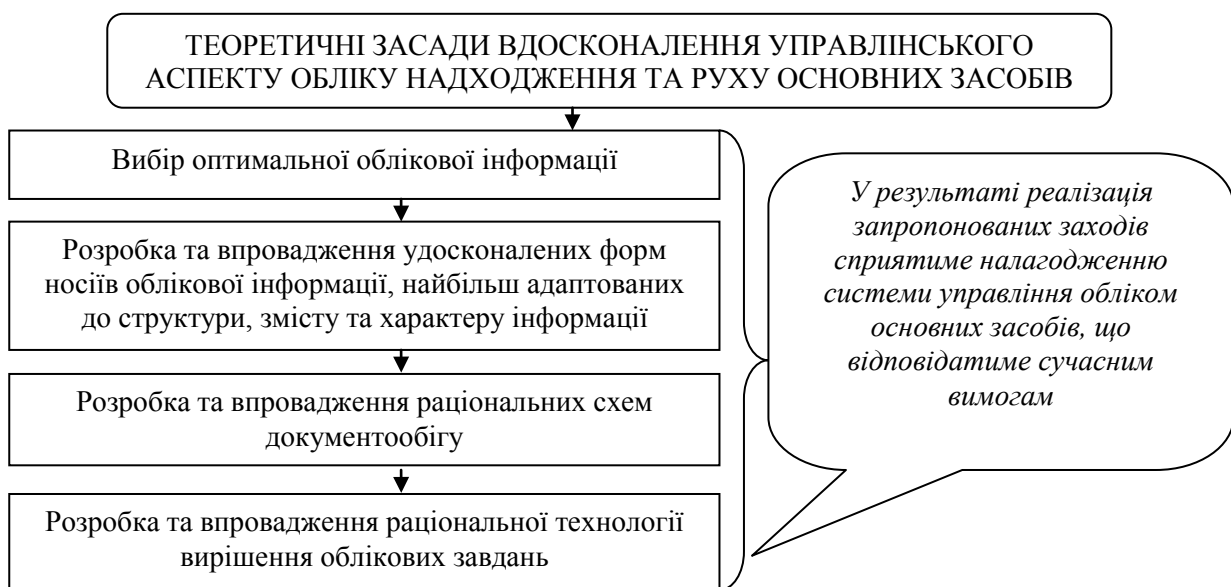 ТЕОРЕТИЧНІ ЗАСАДИ ВДОСКОНАЛЕННЯ УПРАВЛІНСЬКОГО
АСПЕКТУ ОБЛІКУ НАДХОДЖЕННЯ ТА РУХУ ОСНОВНИХ ЗАСОБІВ
Вибір оптимальної облікової інформації
Розробка та впровадження удосконалених форм
носіїв облікової інформації, найбільш адаптованих
до структури, змісту та характеру інформації
Розробка та впровадження раціональних схем
документообігу
Розробка та впровадження раціональної технології
вирішення облікових завдань
У результаті реалізація
запропонованих заходів
сприятиме налагодженню
системи управління обліком
основних засобів, що
відповідатиме сучасним
вимогам